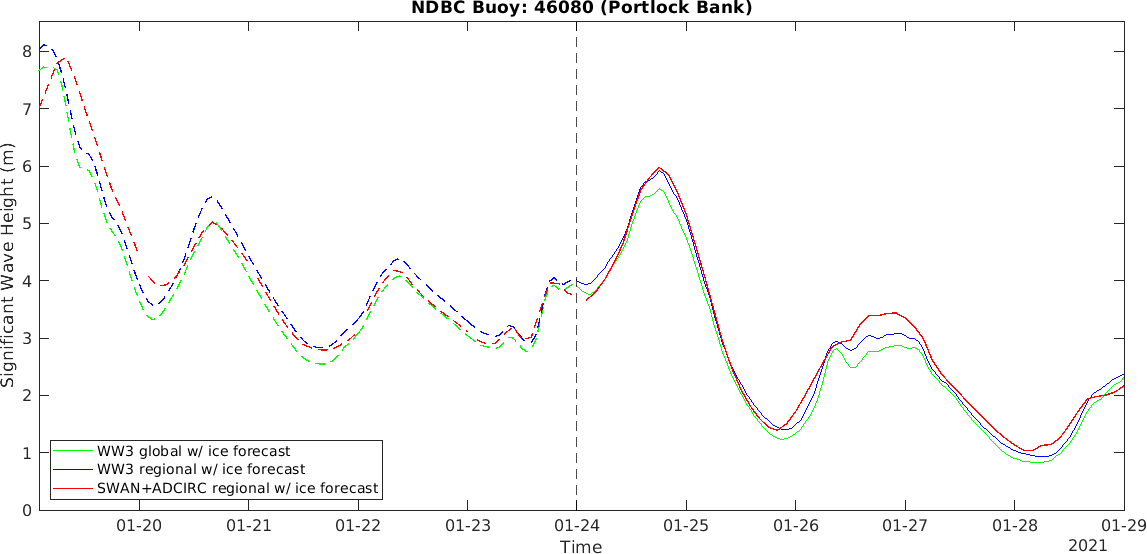 NDBC Buoy: 46080 (Portlock Bank)
Significant Wave Height (m)
8
7
6
5
4
3
2
1
0
WW3 global w/ ice forecast
WW3 regional w/ ice forecast
SWAN+ADCIRC regional w/ ice forecast
01-20 01-21 01-22 01-23 01-24 01-25 01-26 01-27 01-28 01-29
Time
2021